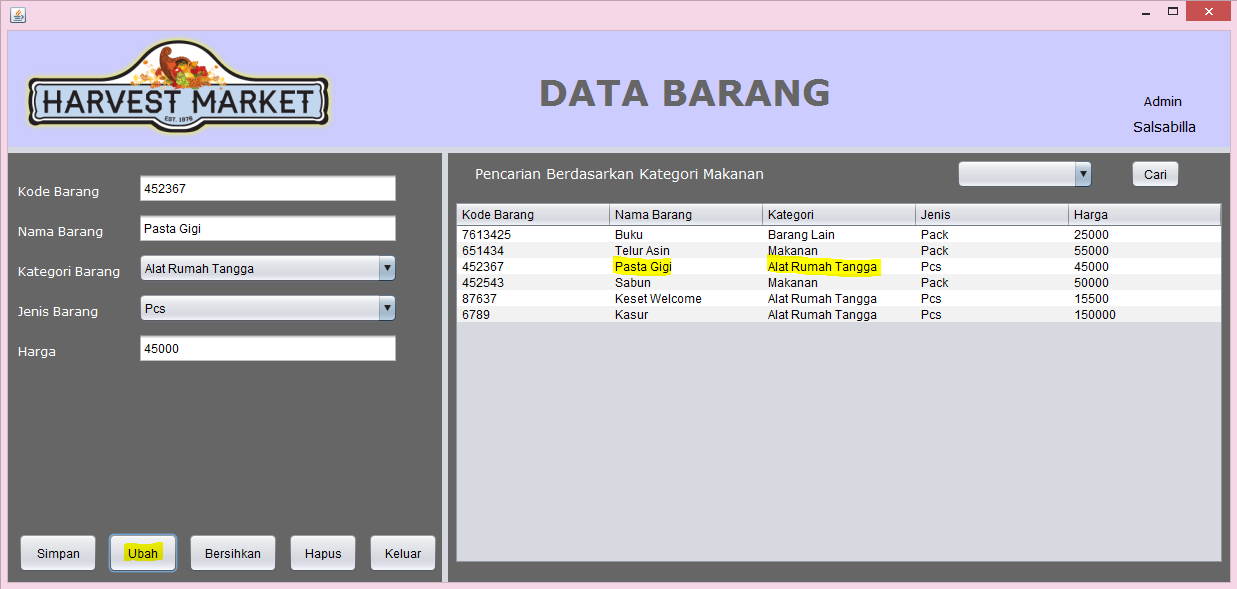 HARVEST MARKET
EST. 1976
DATA BARANG
Admin
Salsabilla
Kode Barang 452367
Nama Barang Pasta Gigi
Kategori Barang Alat Rumah Tangga
Jenis Barang Pcs
Harga 45000
Simpan Ubah Bersihkan Hapus Keluar
Pencarian Berdasarkan Kategori Makanan Cari
Kode Barang Nama Barang Kategori Jenis Harga
7613425 Buku Barang Lain Pack 25000
651434 Telur Asin Makanan Pack 55000
452367 Pasta Gigi Alat Rumah Tangga Pcs 45000
452543 Sabun Makanan Pack 50000
87637 Keset Welcome Alat Rumah Tangga Pcs 15500
6789 Kasur Alat Rumah Tangga Pcs 150000